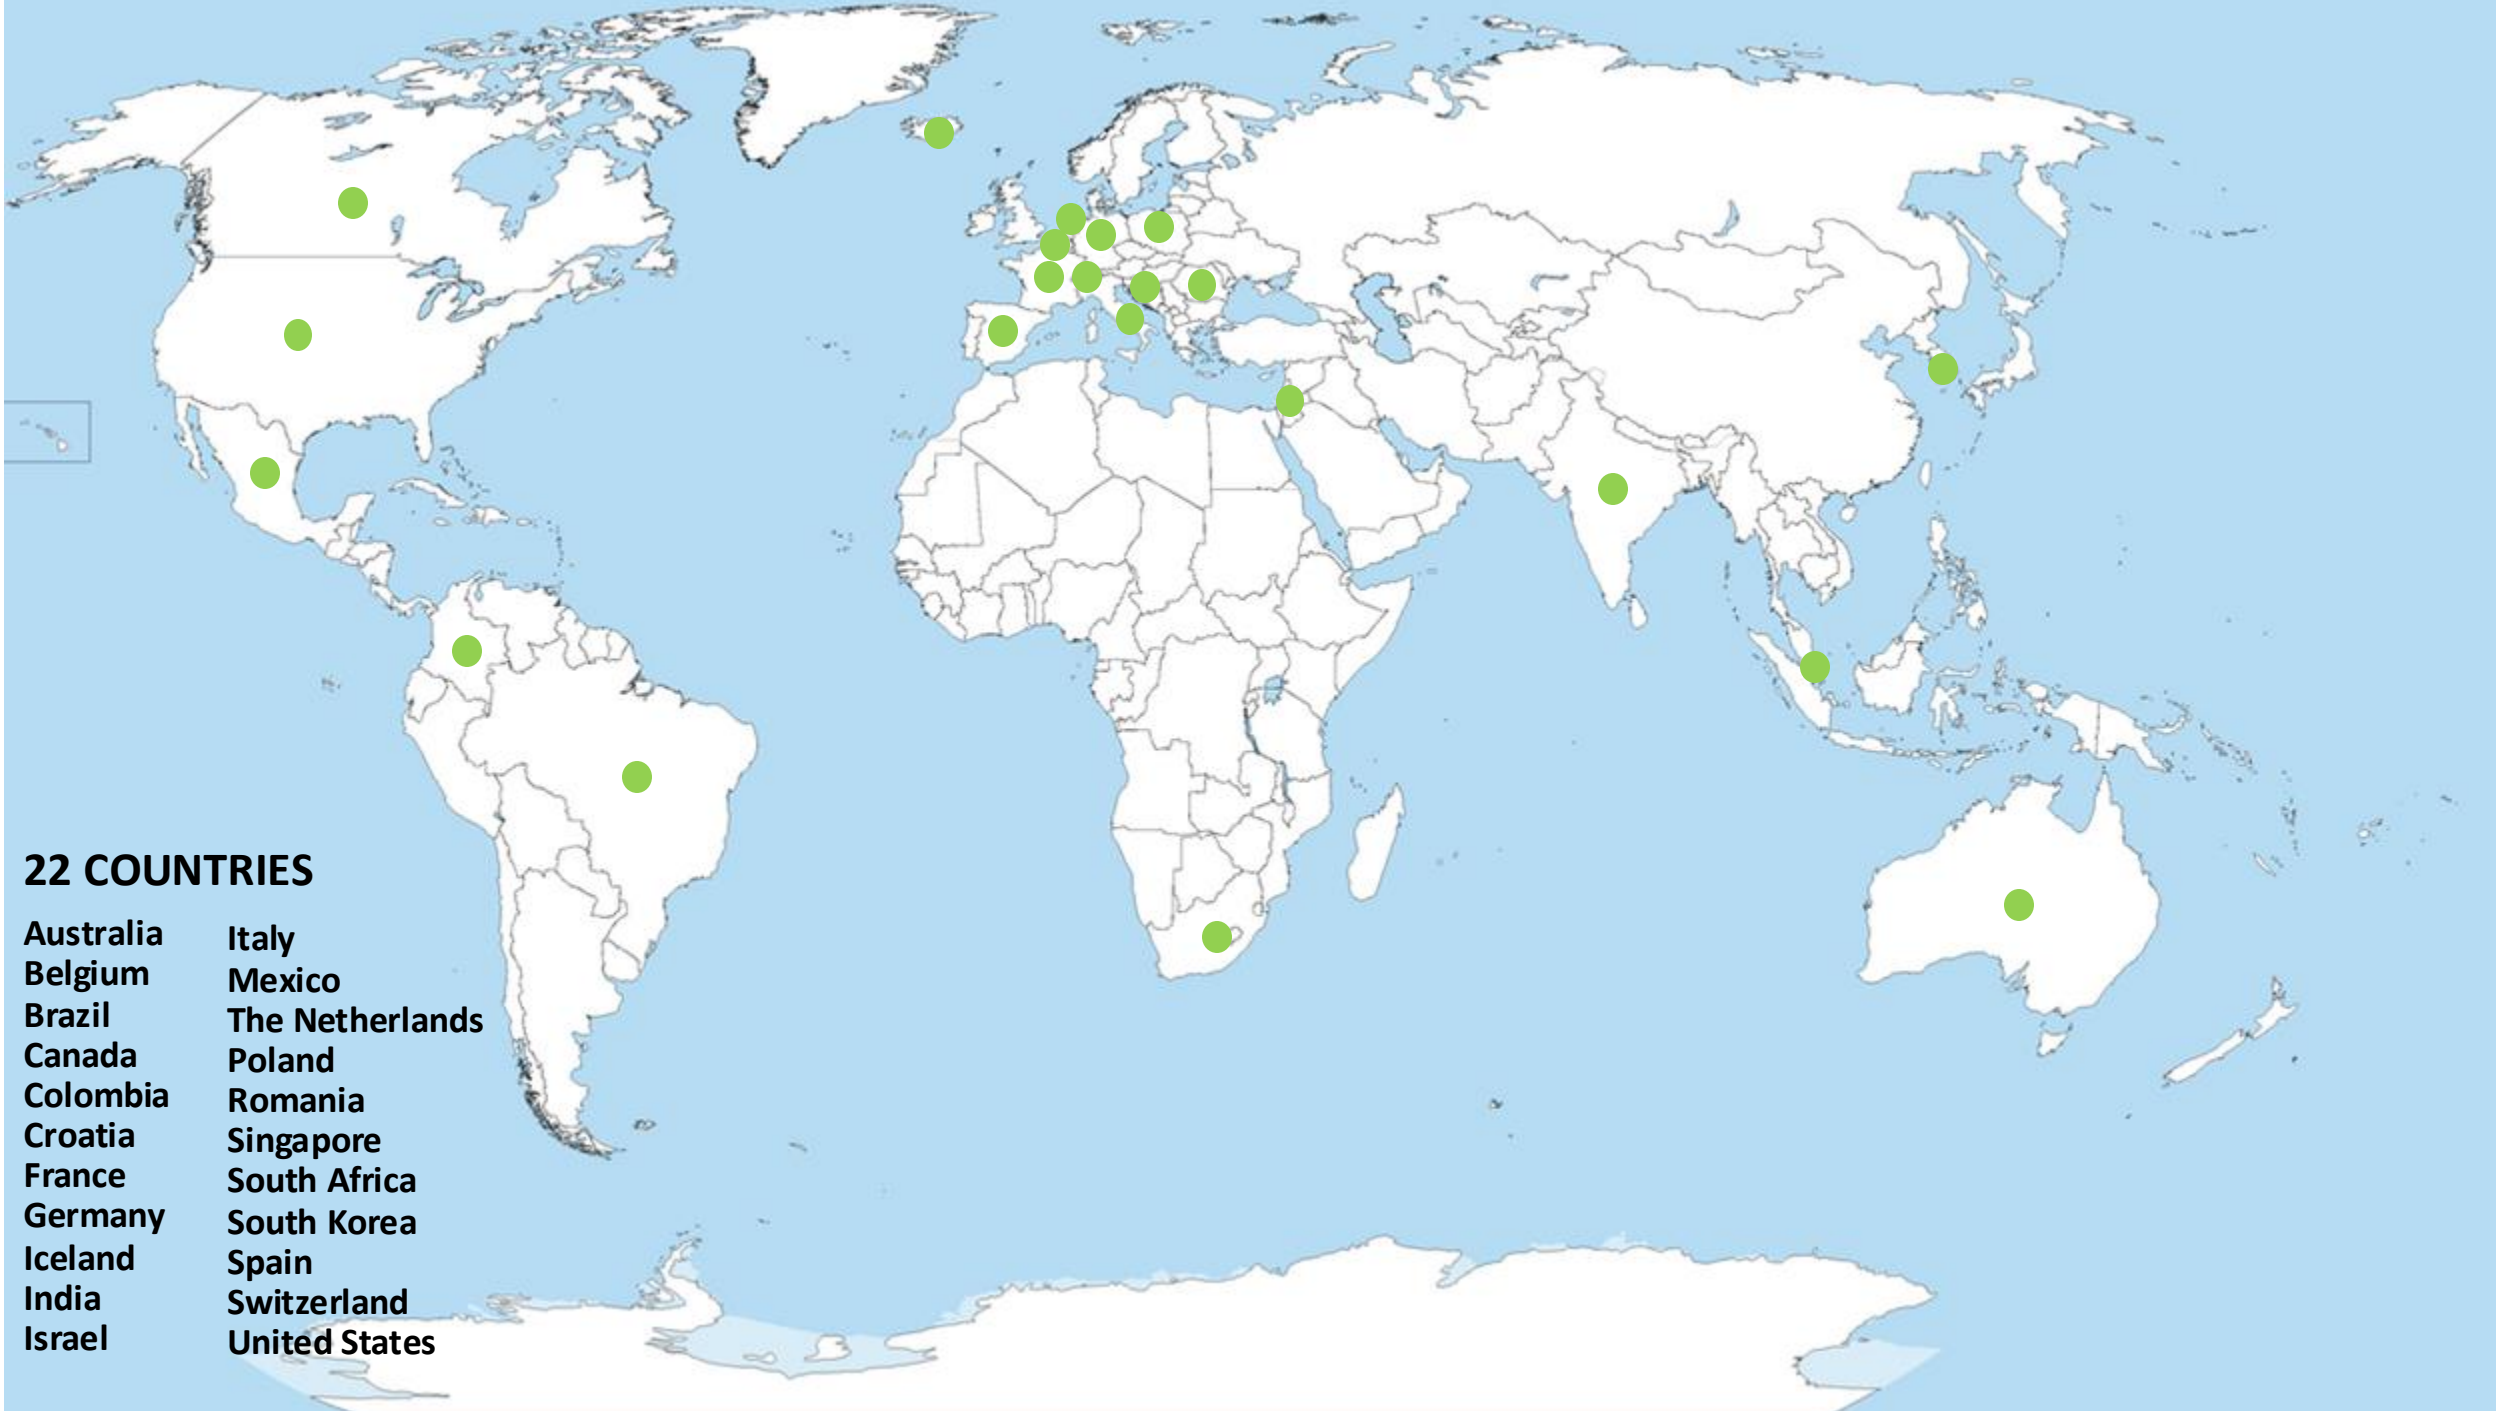 22 COUNTRIES
Australia
Belgium
Brazil
Canada
Colombia
Croatia
France
Germany
Iceland
India
Israel
Italy
Mexico
The Netherlands
Poland
Romania
Singapore
South Africa
South Korea
Spain
Switzerland
United States